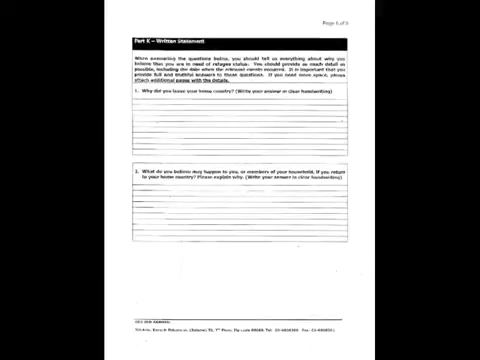 Part K – Written Statement
When answering the questions below, you should tell us everything about why you
believe that you are in need of refugee status. You should provide as much detail as
possible, including the date when the relevant events occurred. It is important that you
provide full and truthful answers to these questions. If you need more space, please
attach additional pages with the details.
1. Why did you leave your home country? (Write your answer in clear handwriting)
2. What do you believe may happen to you, or members of your household, if you return
to your home country? Please explain why. (Write your answer in clear handwriting)